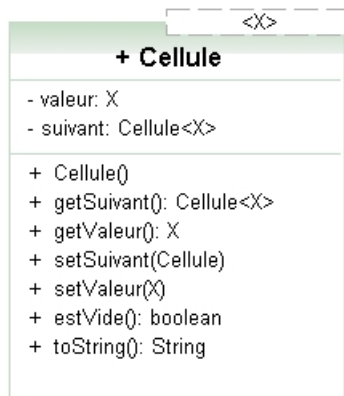 <X>
+ Cellule
- valeur: X
- suivant: Cellule<X>
+ Cellule()
+ getSuivant(): Cellule<X>
+ getValeur(): X
+ setSuivant(Cellule)
+ setValeur(X)
+ estVide(): boolean
+ toString(): String